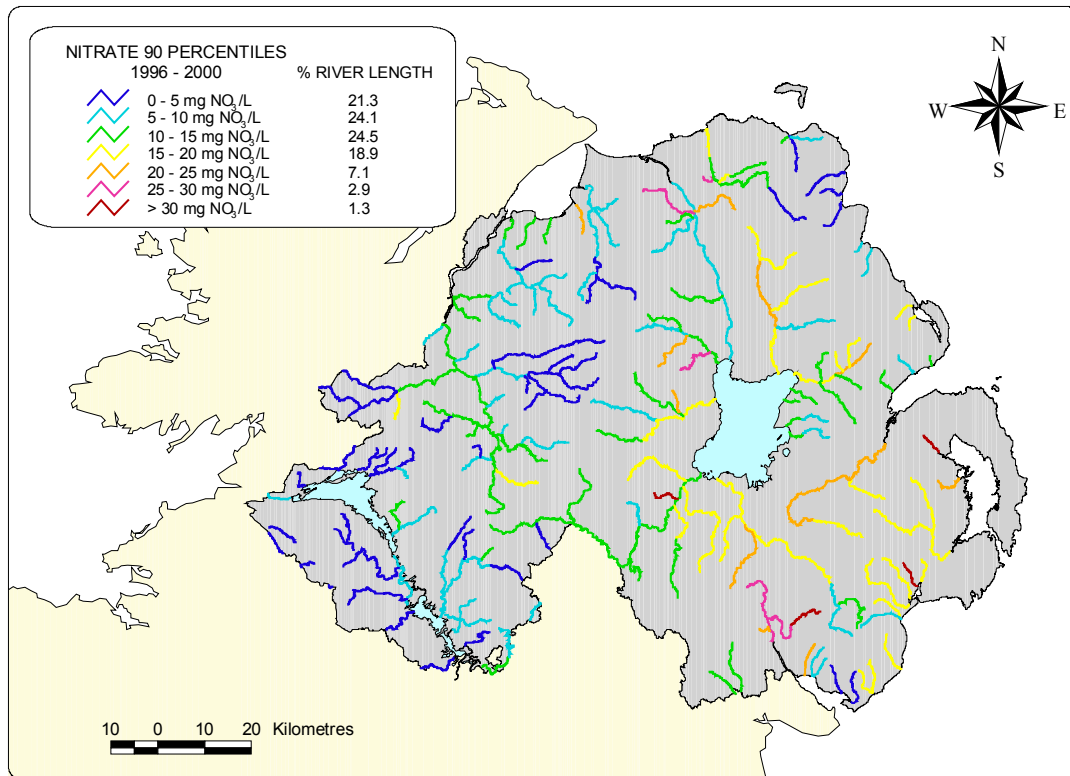 NITRATE 90 PERCENTILES
1996 - 2000 % RIVER LENGTH
0 - 5 mg NO3/L 21.3
5 - 10 mg NO3/L 24.1
10 - 15 mg NO3/L 24.5
15 - 20 mg NO3/L 18.9
20 - 25 mg NO3/L 7.1
25 - 30 mg NO3/L 2.9
> 30 mg NO3/L 1.3
N
W E
S
10 0 10 20 Kilometres